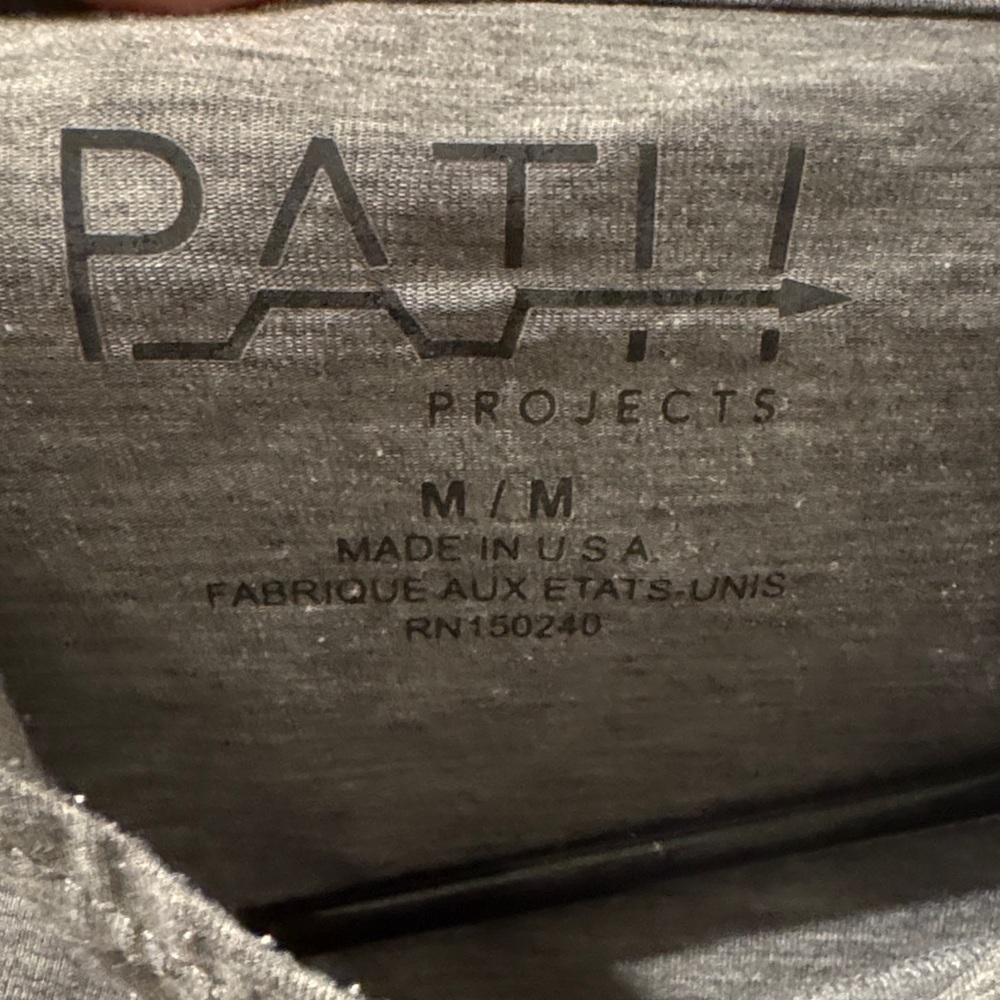 PATH
PROJECTS
M / M
MADE IN U.S.A.
FABRIQUE AUX ETATS-UNIS
RN150240